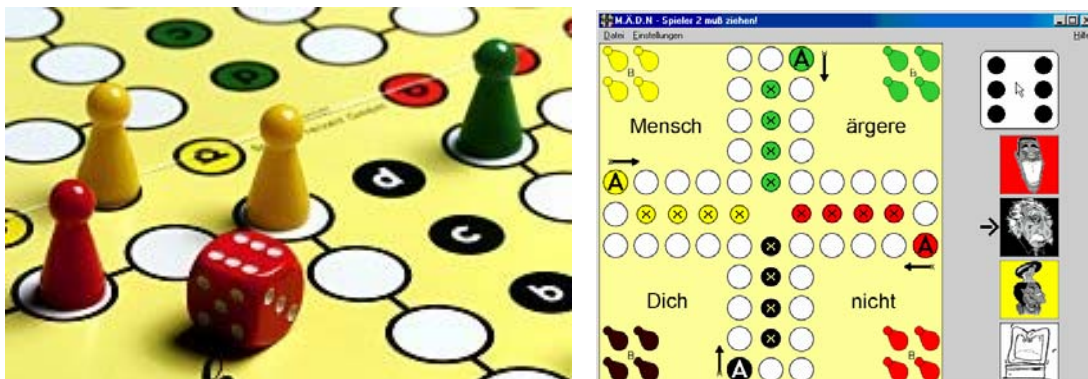 d
c
b
M.Ä.D.N - Spieler 2 muß ziehen!
Datei Einstellungen
A
B
B
Mensch
ärgere
A
A
Dich
nicht
B
B
A